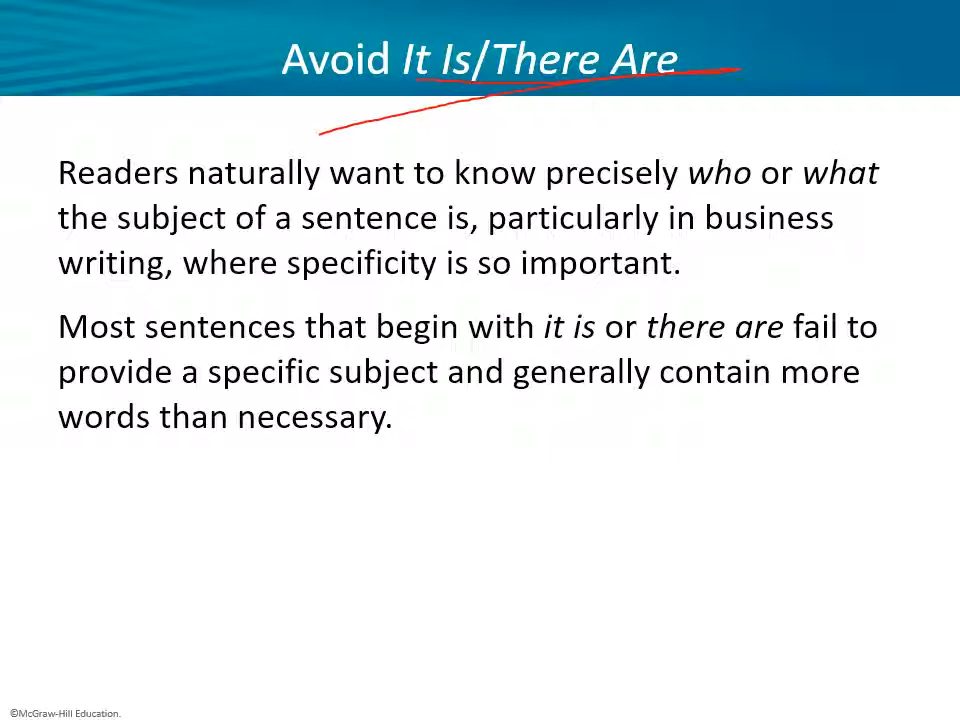 Avoid It Is/There Are
Readers naturally want to know precisely who or what
the subject of a sentence is, particularly in business
writing, where specificity is so important.
Most sentences that begin with it is or there are fail to
provide a specific subject and generally contain more
words than necessary.
©McGraw-Hill Education.